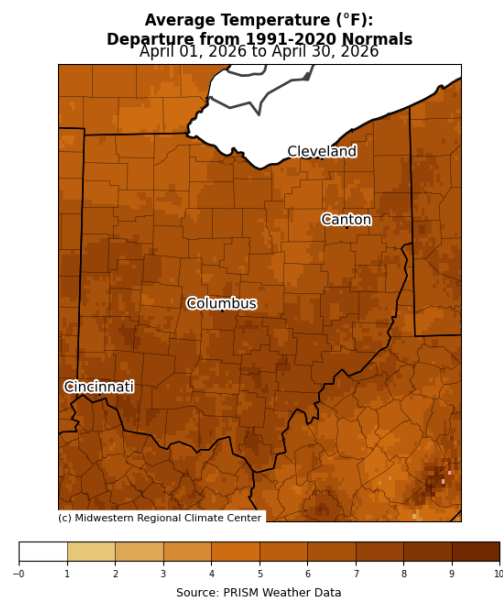 Average Temperature (°F):
Departure from 1991-2020 Normals
April 01, 2026 to April 30, 2026
Cleveland
Canton
Columbus
Cincinnati
(c) Midwestern Regional Climate Center
−0 1 2 3 4 5 6 7 8 9 10
Source: PRISM Weather Data